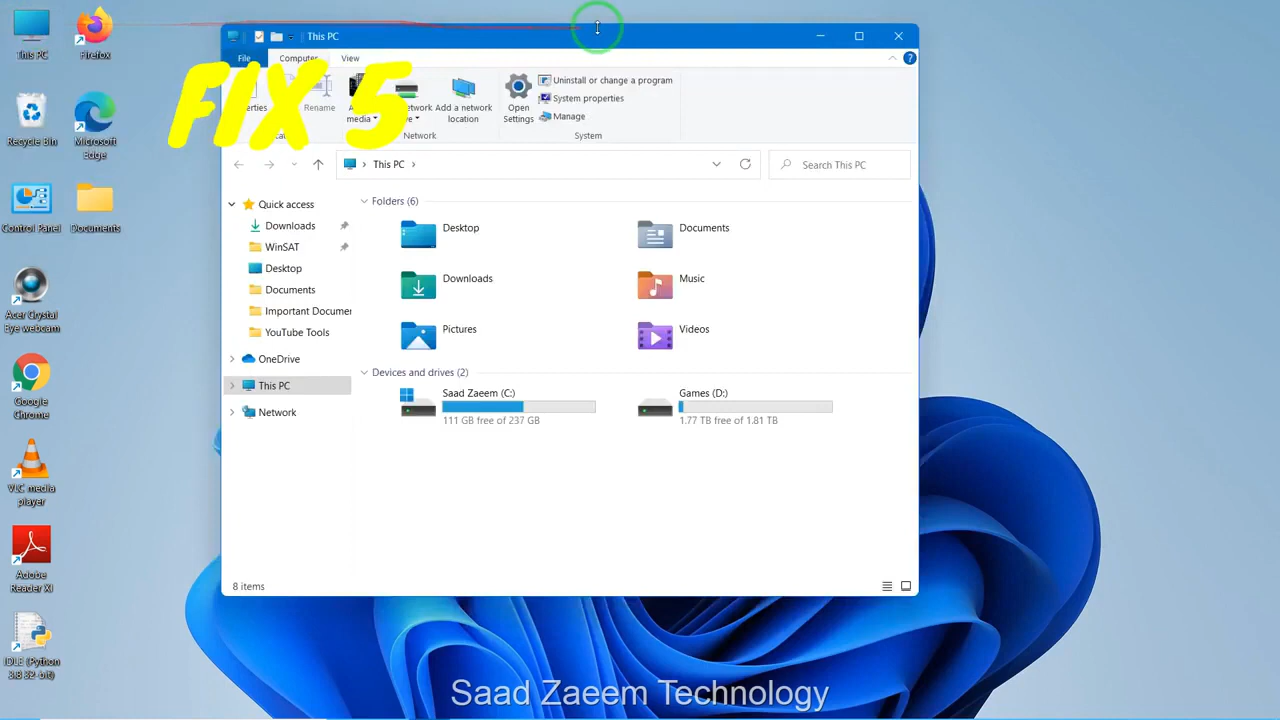 This PC
Firefox
Recycle Bin
Microsoft
Edge
Control Panel
Documents
Acer Crystal
Eye webcam
Google
Chrome
VLC media
player
Adobe
Reader XI
IDLE (Python
3.8 32-bit)
FIX 5
This PC
File
Computer
View
Rename
media
Add a network
location
Network
Open
Settings
Uninstall or change a program
System properties
Manage
System
This PC
Search This PC
Quick access
Downloads
WinSAT
Desktop
Documents
Important Documen
YouTube Tools
OneDrive
This PC
Network
Folders (6)
Desktop
Documents
Downloads
Music
Pictures
Videos
Devices and drives (2)
Saad Zaeem (C:)
111 GB free of 237 GB
Games (D:)
1.77 TB free of 1.81 TB
8 items
Saad Zaeem Technology